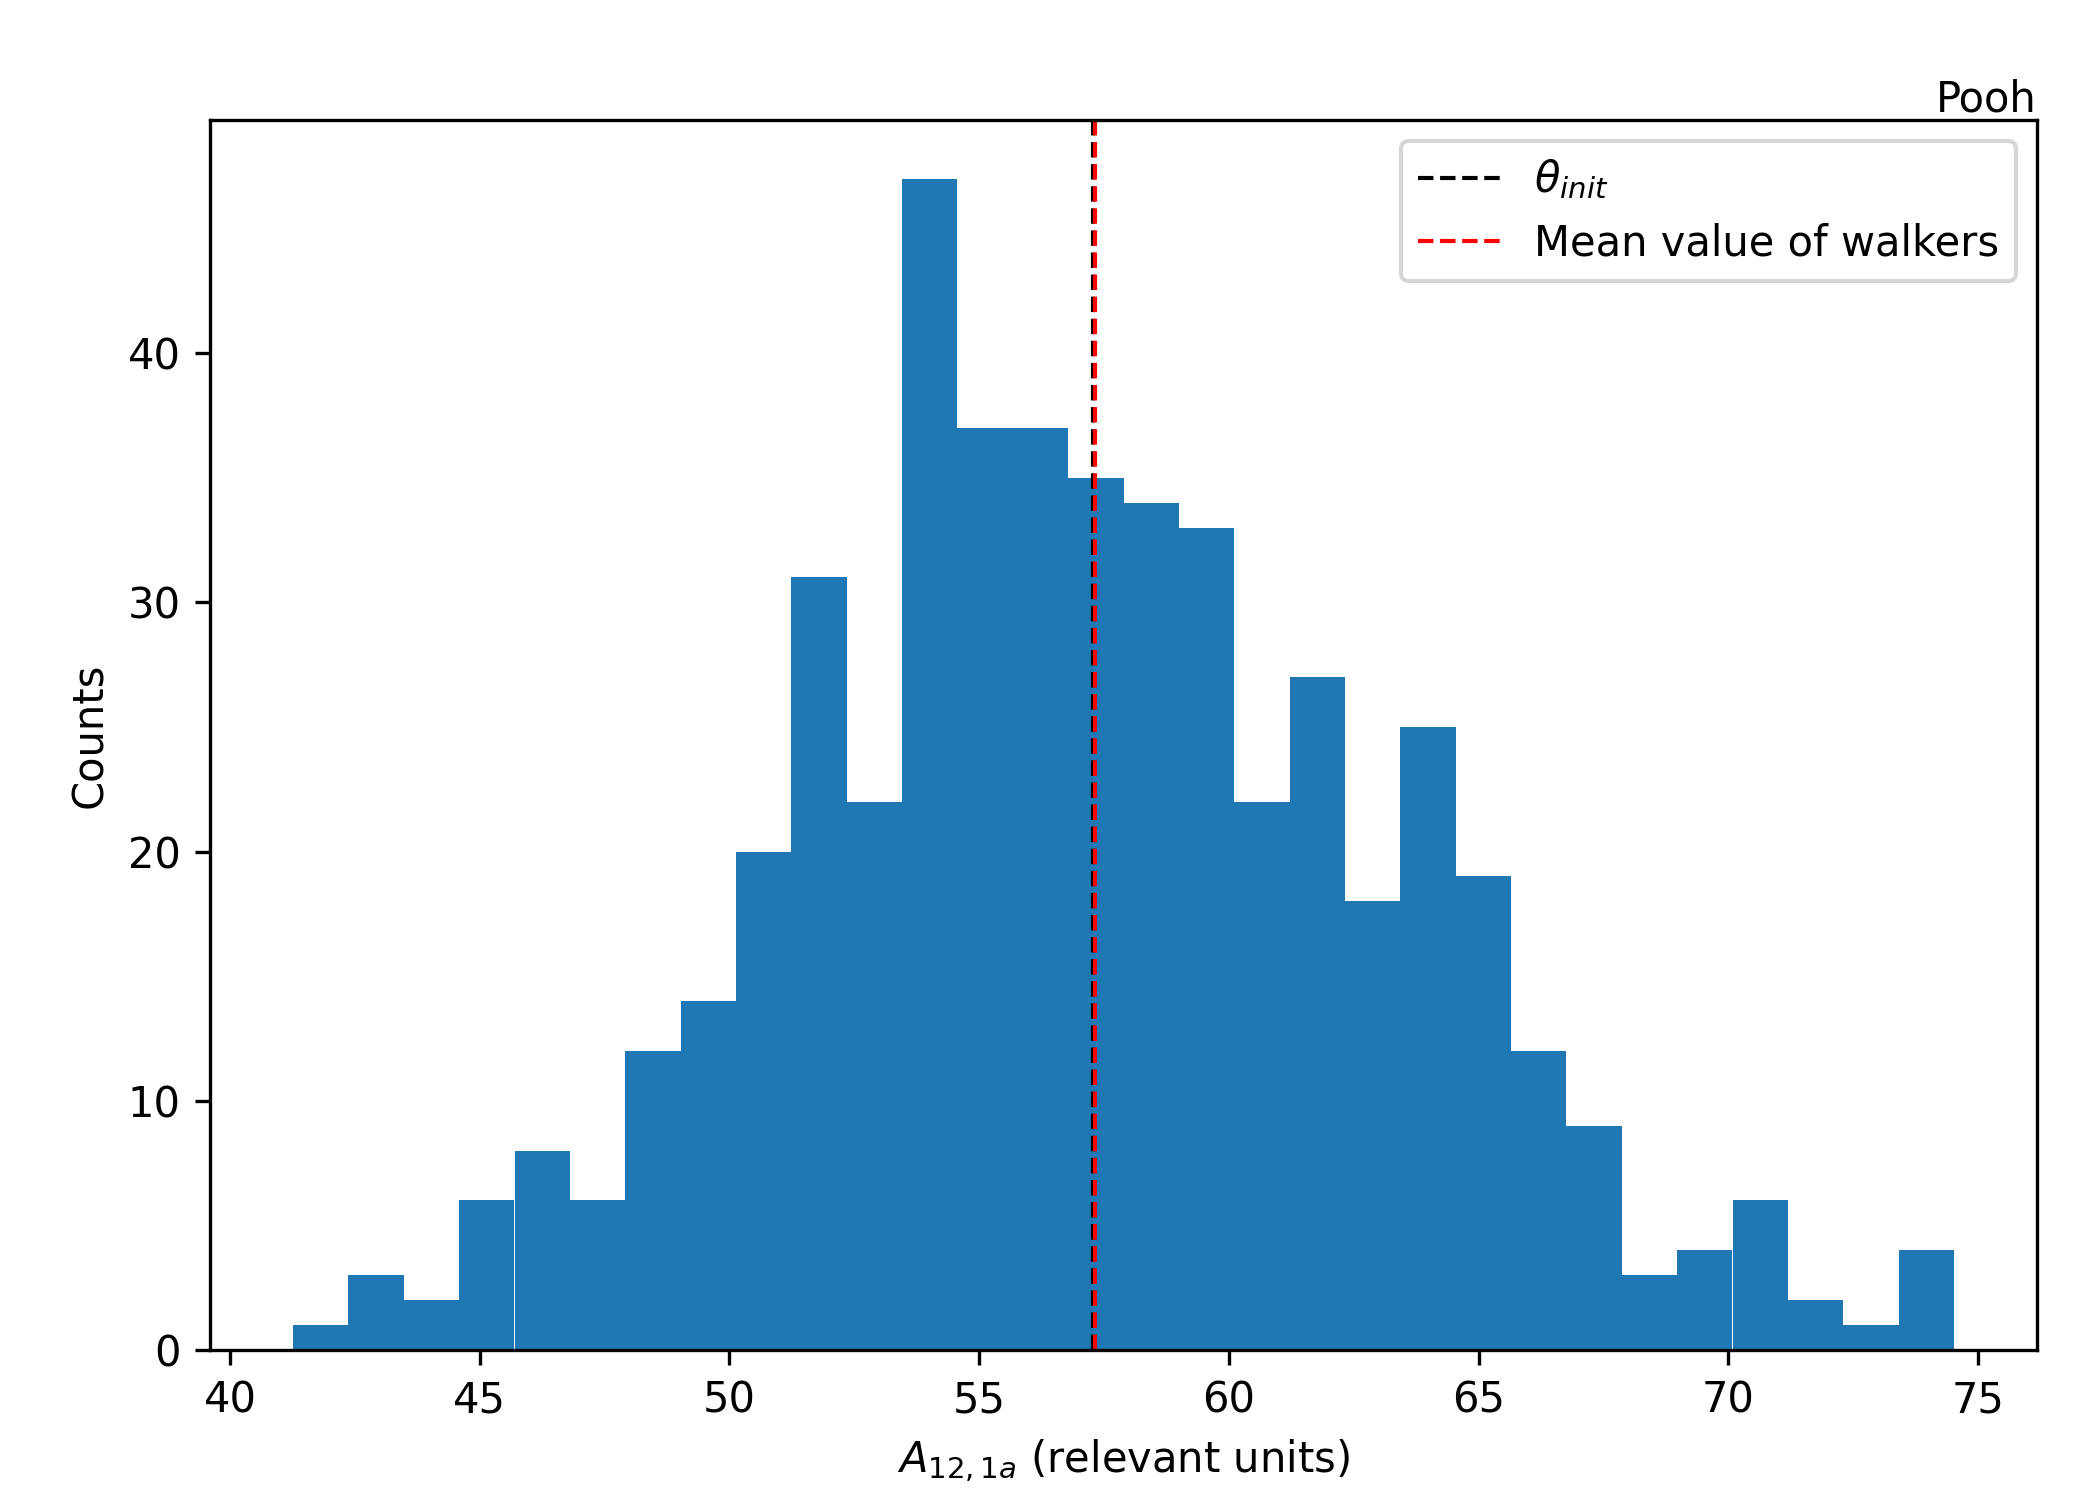 Pooh
θ_init
Mean value of walkers
40
30
20
10
0
Counts
40 45 50 55 60 65 70 75
A_12,1a (relevant units)